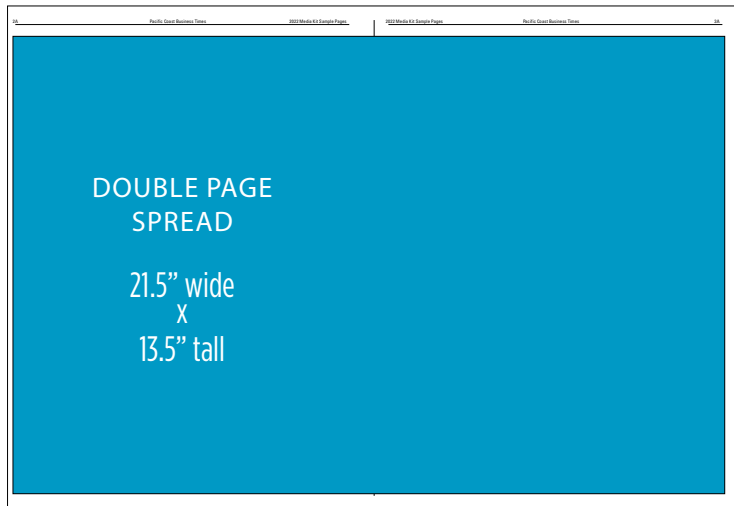 2A Pacific Coast Business Times 2022 Media Kit Sample Pages 2022 Media Kit Sample Pages Pacific Coast Business Times 2A
DOUBLE PAGE
SPREAD
21.5” wide
X
13.5” tall